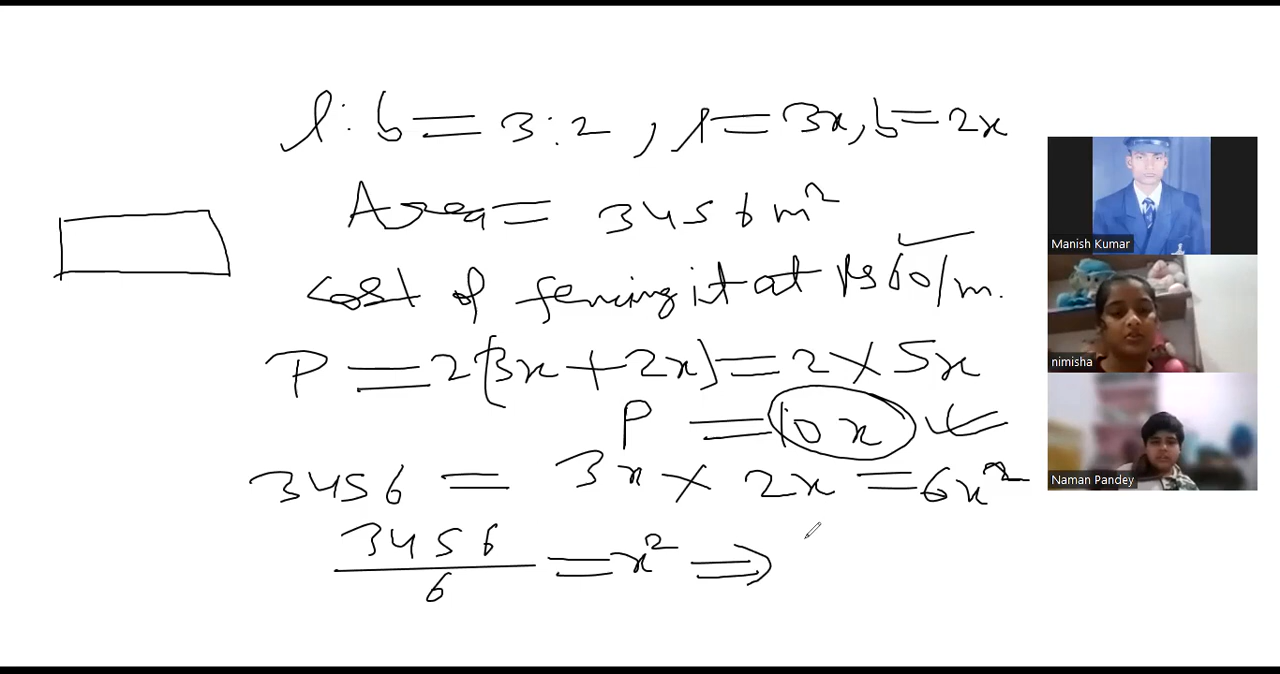 l : b = 3 : 2 , l = 3x, b = 2x
Area = 3456 m²
cost of fencing it at Rs 60/m.
P = 2(3x + 2x) = 2 × 5x
P = 10x
3456 = 3x × 2x = 6x²
3456/6 = x² ⇒
Manish Kumar
nimisha
Naman Pandey